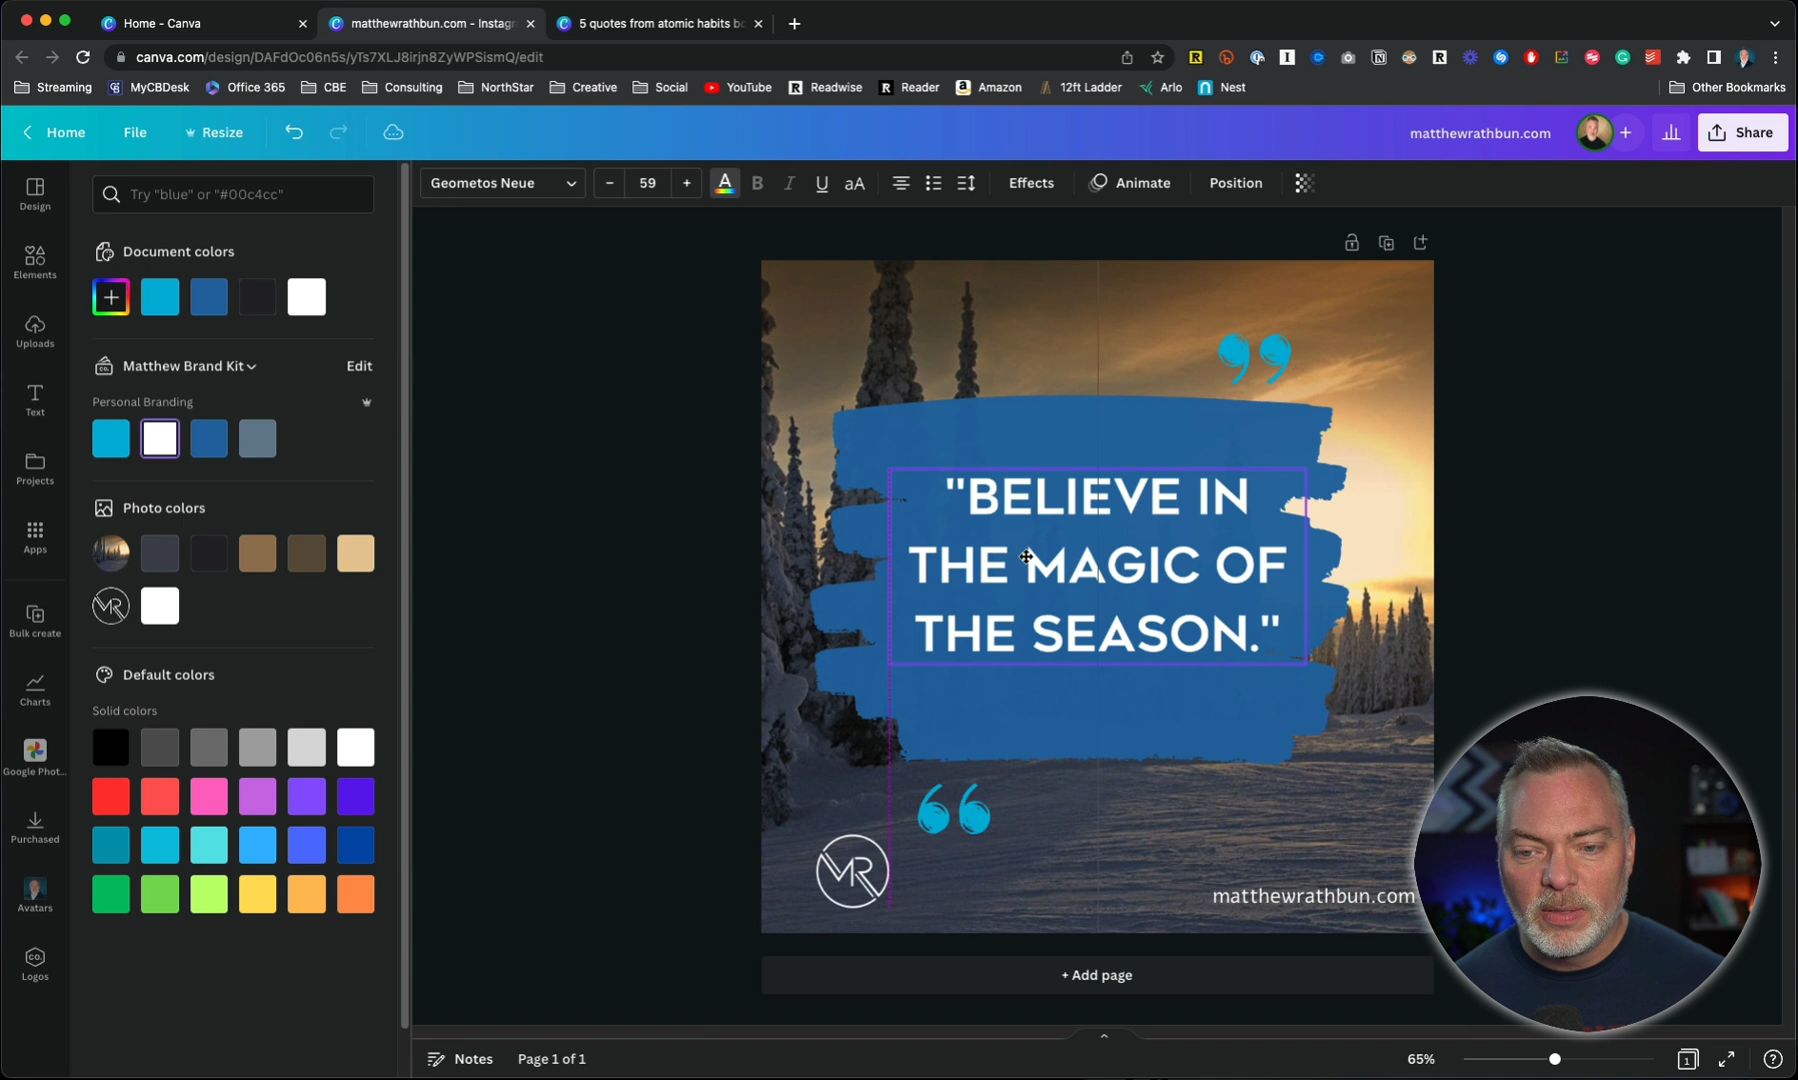 Home - Canva
matthewrathbun.com - Instagr
5 quotes from atomic habits bo
canva.com/design/DAFdOc06n5s/yTs7XLJ8irjn8ZyWPSismQ/edit
Streaming
MyCBDesk
Office 365
CBE
Consulting
NorthStar
Creative
Social
YouTube
Readwise
Reader
Amazon
12ft Ladder
Arlo
Nest
Other Bookmarks
Home
File
Resize
matthewrathbun.com
Share
Design
Elements
Uploads
Text
Projects
Apps
Bulk create
Charts
Google Phot...
Purchased
Avatars
Logos
Try "blue" or "#00c4cc"
Document colors
Matthew Brand Kit
Edit
Personal Branding
Photo colors
Default colors
Solid colors
Geometos Neue
– 59 +
A B I U aA
Effects
Animate
Position
"BELIEVE IN
THE MAGIC OF
THE SEASON."
MR
matthewrathbun.com
+ Add page
Notes
Page 1 of 1
65%
1